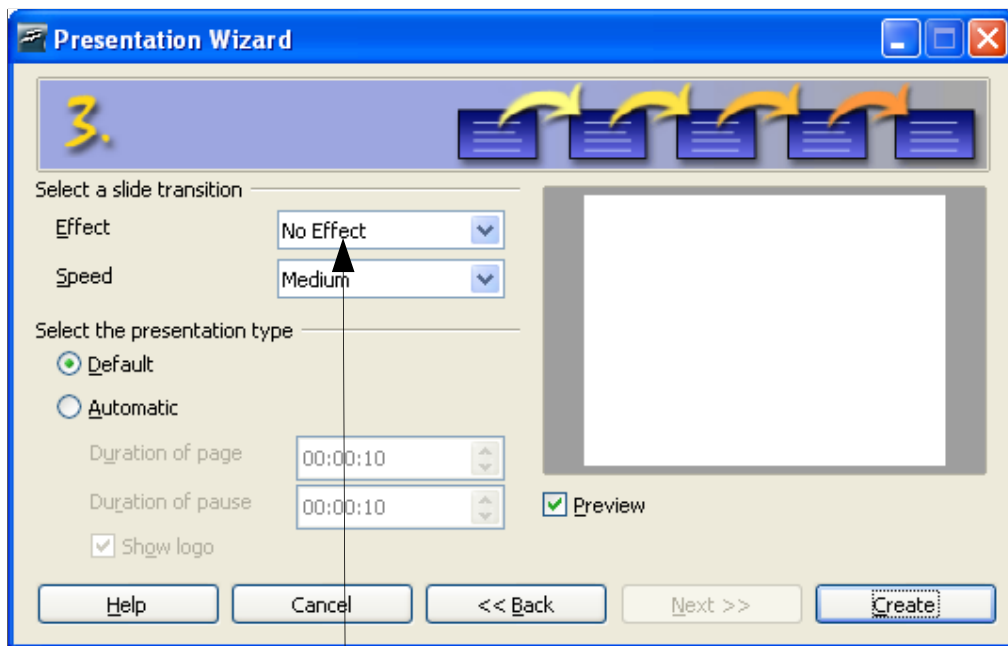 Presentation Wizard
3.
Select a slide transition
Effect No Effect
Speed Medium
Select the presentation type
Default
Automatic
Duration of page 00:00:10
Duration of pause 00:00:10
Show logo
Preview
Help Cancel << Back Next >> Create